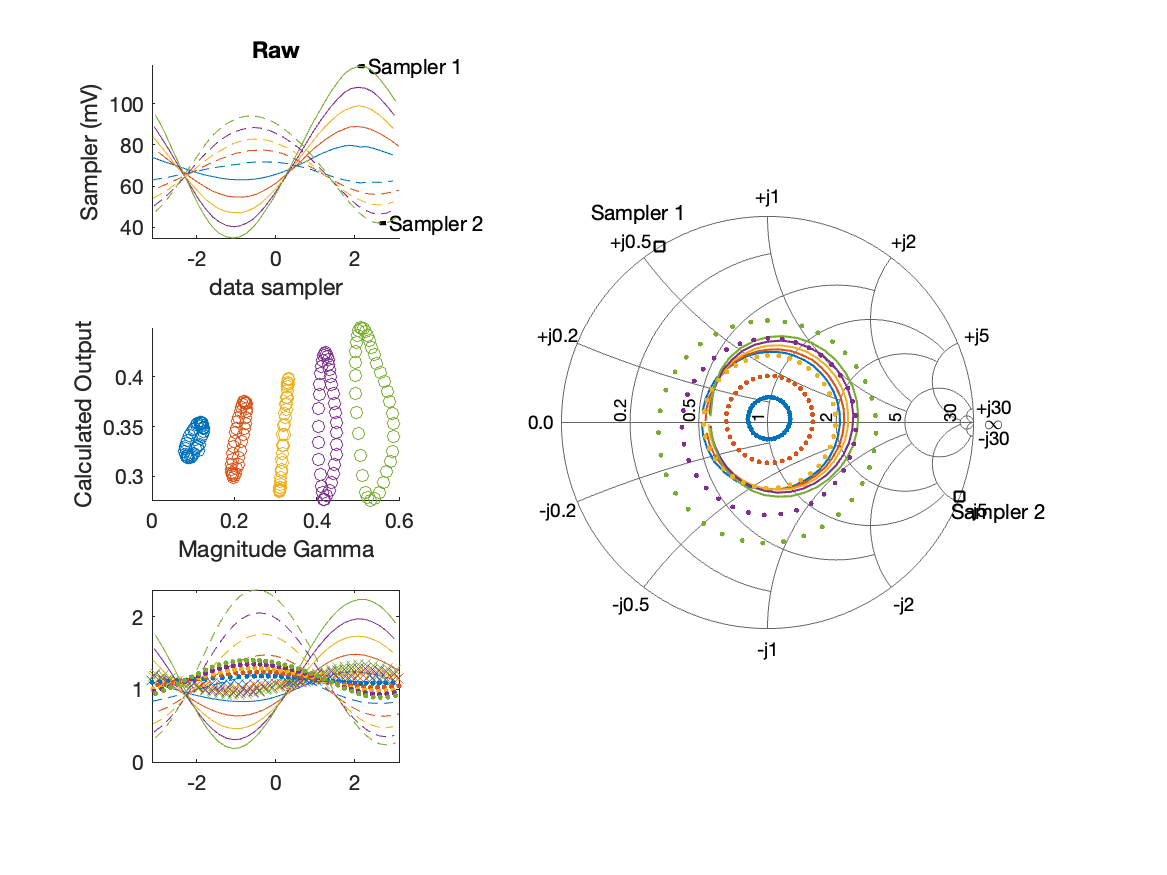 Raw
Sampler 1
Sampler (mV)
100
80
60
40
Sampler 2
-2 0 2
data sampler
Calculated Output
0.4
0.35
0.3
0 0.2 0.4 0.6
Magnitude Gamma
2
1
0
-2 0 2
+j1
Sampler 1
+j0.5
+j2
+j0.2
+j5
0.0
0.2
0.5
1
2
5
30
+j30
∞
-j30
-j0.2
-j5
Sampler 2
-j0.5
-j2
-j1